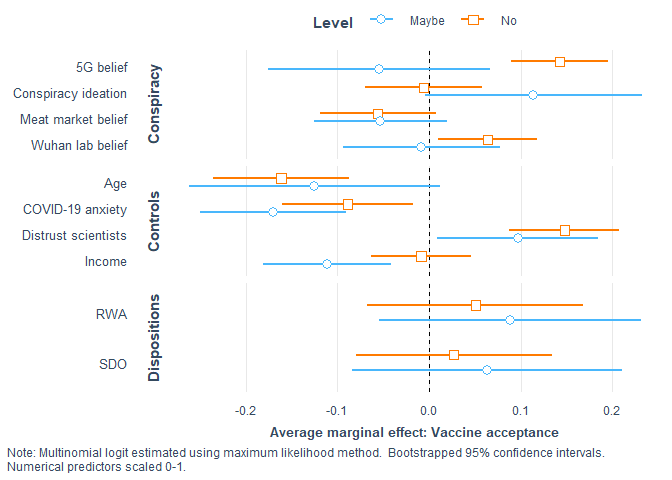 Level Maybe No
Conspiracy
5G belief
Conspiracy ideation
Meat market belief
Wuhan lab belief
Controls
Age
COVID-19 anxiety
Distrust scientists
Income
Dispositions
RWA
SDO
-0.2 -0.1 0.0 0.1 0.2
Average marginal effect: Vaccine acceptance
Note: Multinomial logit estimated using maximum likelihood method. Bootstrapped 95% confidence intervals.
Numerical predictors scaled 0-1.